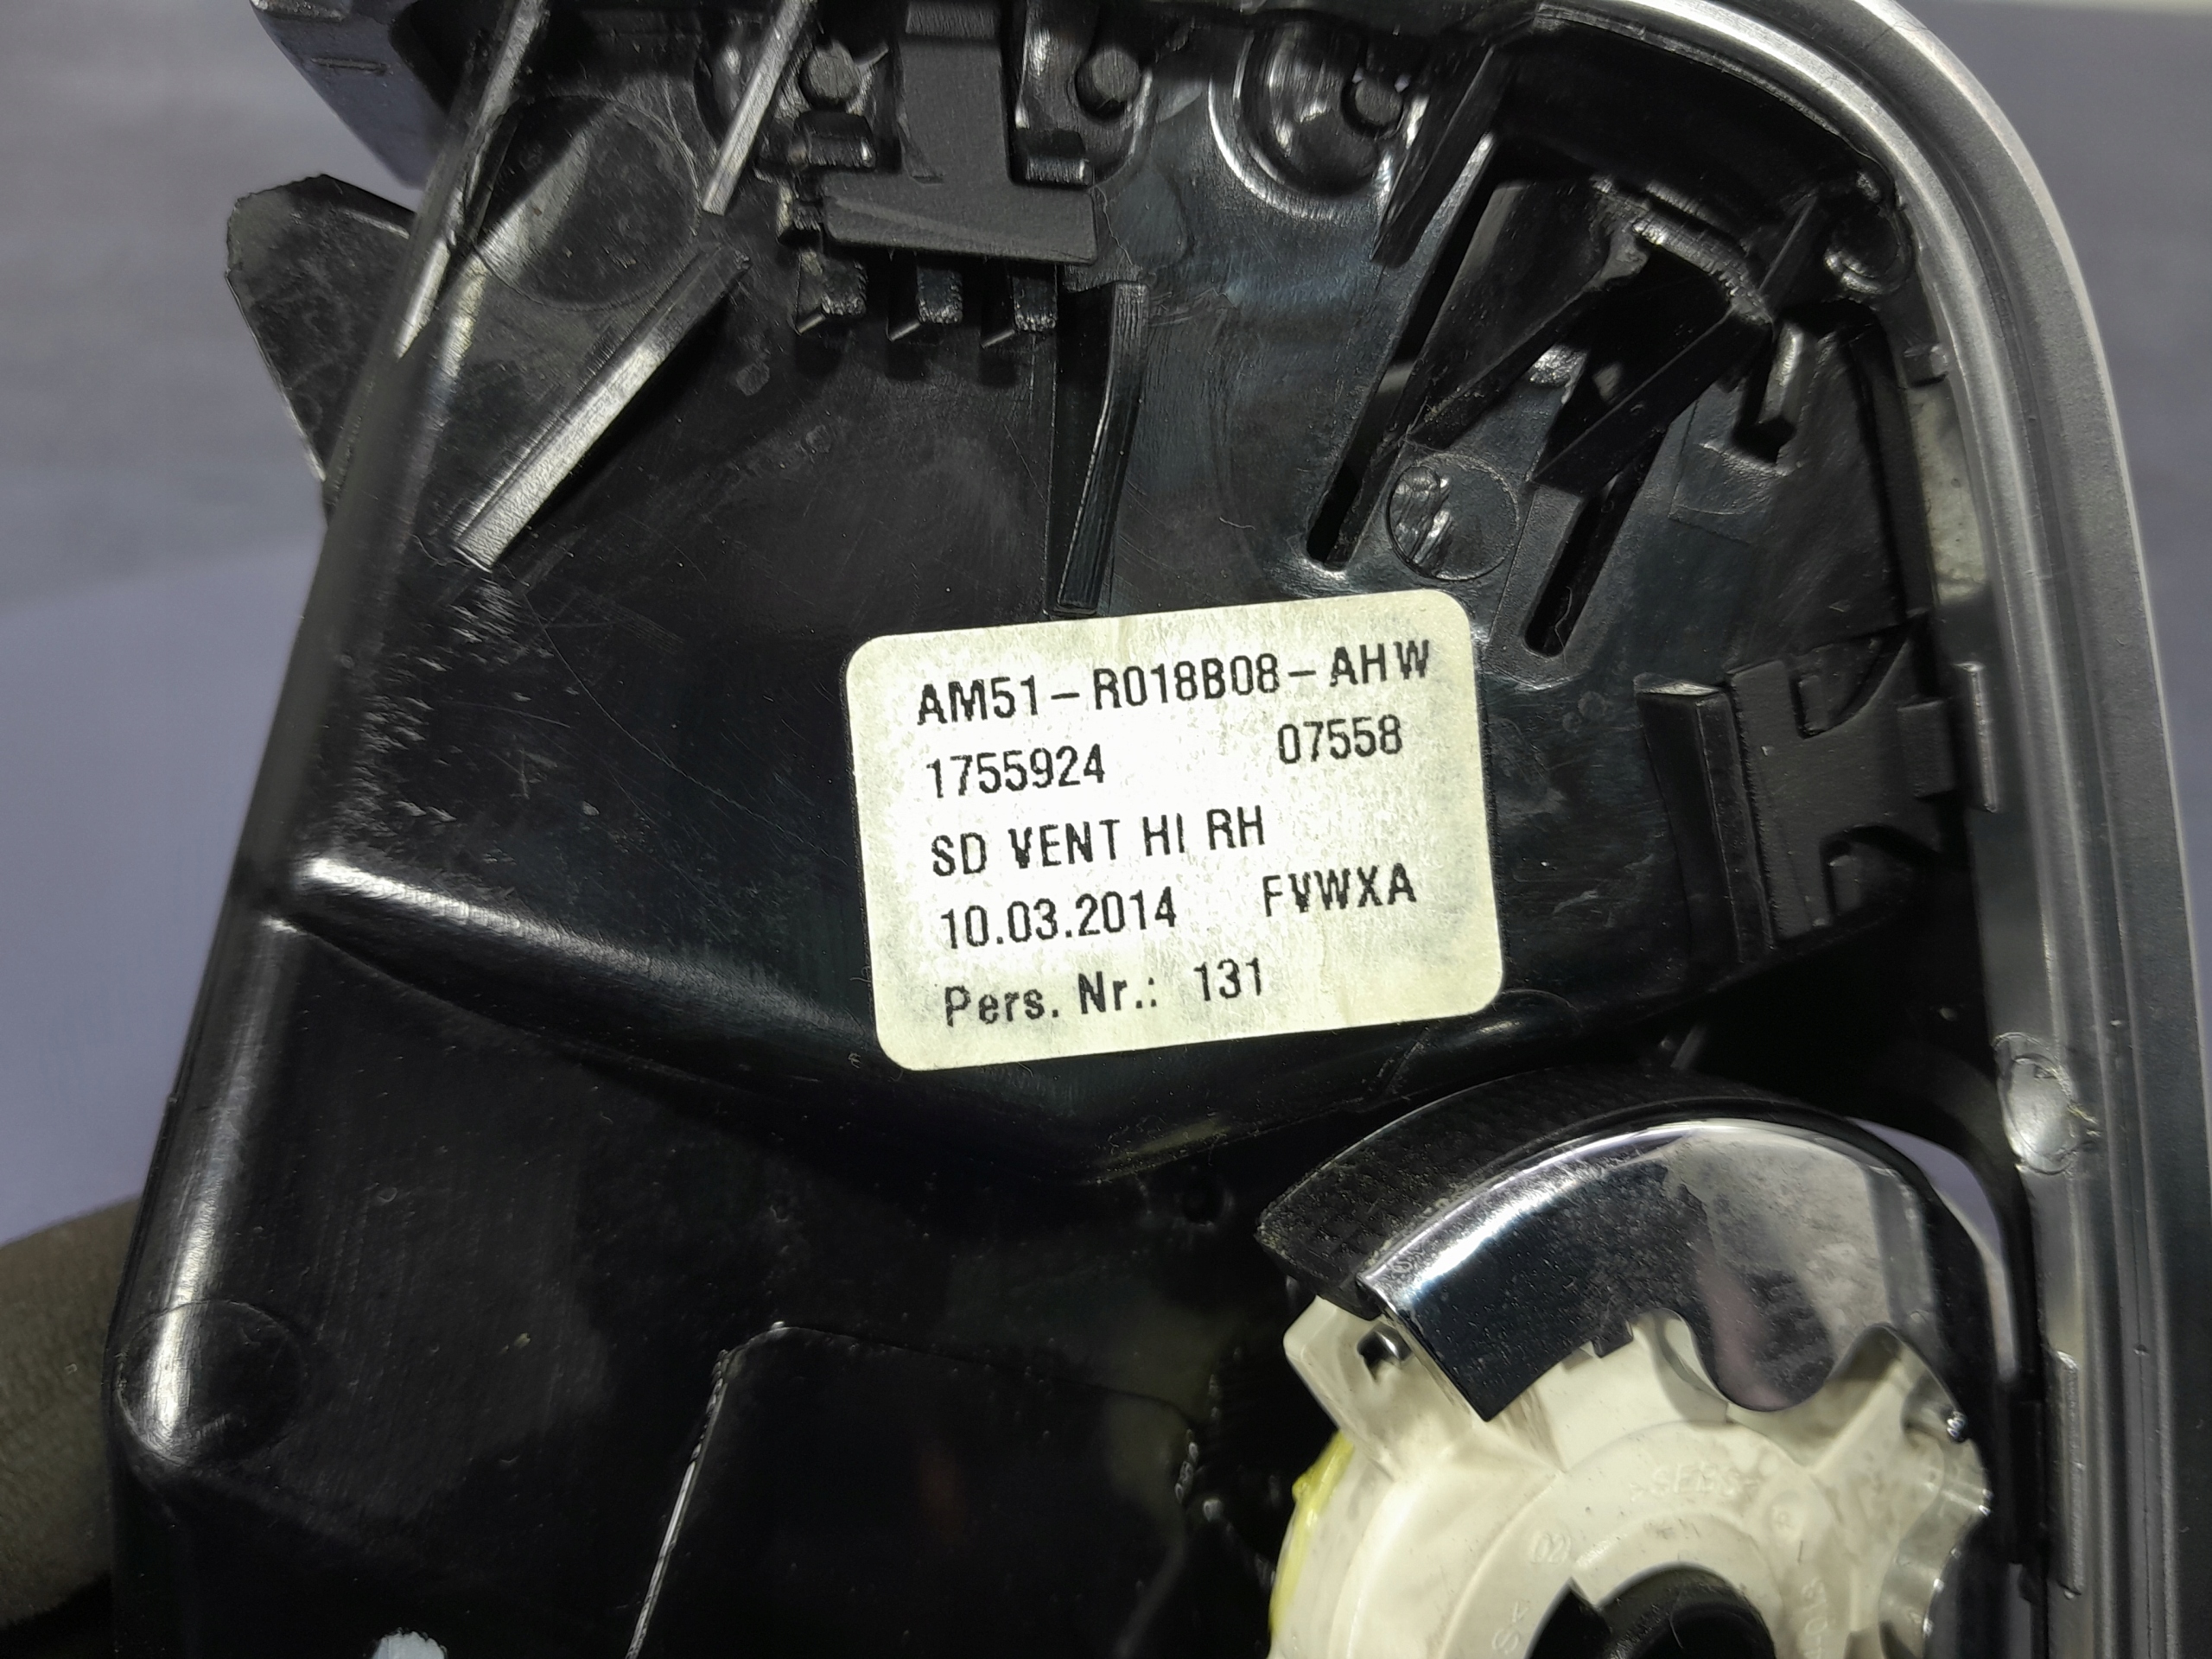 AM51-R018B08-AHW
1755924 07558
SD VENT HI RH
10.03.2014 FVWXA
Pers. Nr.: 131